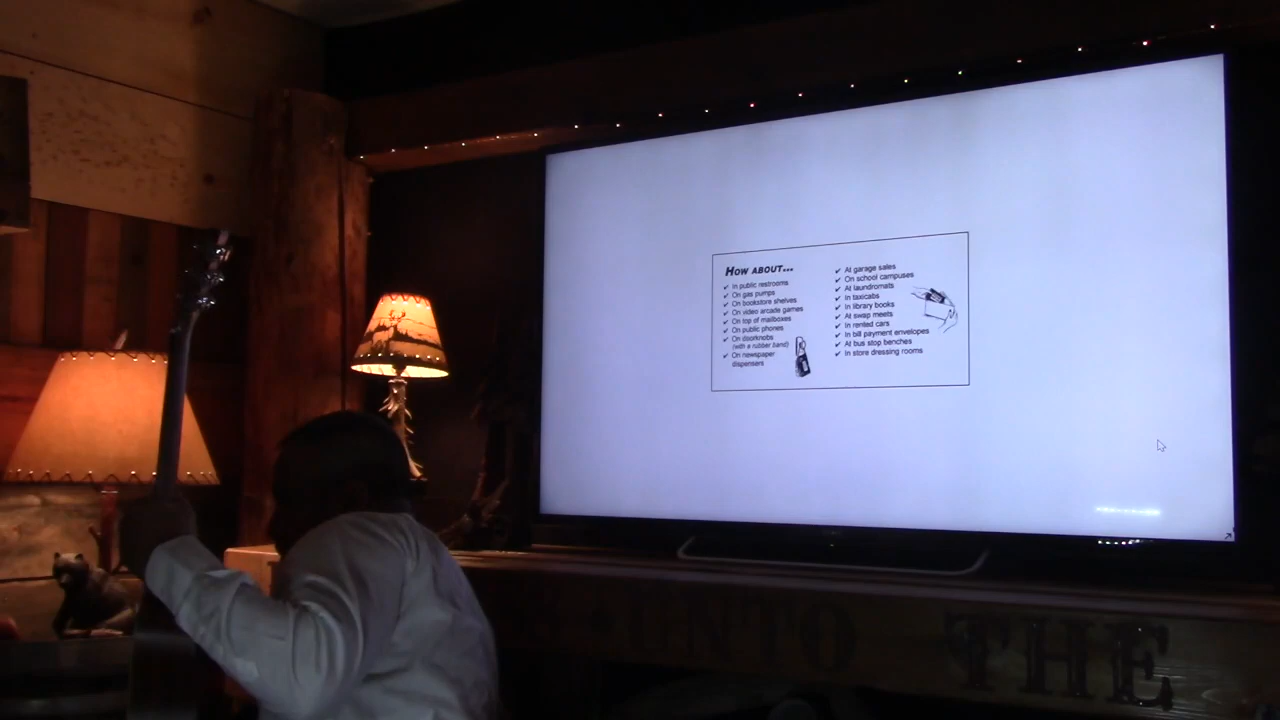 HOW ABOUT...
✔ In public restrooms
✔ On gas pumps
✔ On bookstore shelves
✔ On video arcade games
✔ On top of mailboxes
✔ On public phones
✔ On doorknobs
(with a rubber band)
✔ On newspaper
dispensers
✔ At garage sales
✔ On school campuses
✔ At laundromats
✔ In taxicabs
✔ In library books
✔ At swap meets
✔ In rented cars
✔ In bill payment envelopes
✔ At bus stop benches
✔ In store dressing rooms
UNTO THE